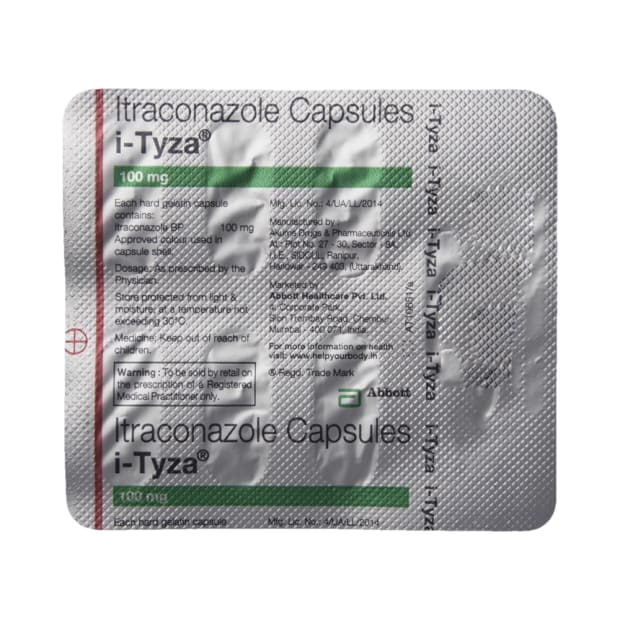 Itraconazole Capsules
i-Tyza®
100 mg
Each hard gelatin capsule
contains:
Itraconazole BP 100 mg
Approved colour used in
capsule shell.
Dosage: As prescribed by the
Physician.
Store protected from light &
moisture, at a temperature not
exceeding 30°C.
Medicine: Keep out of reach of
children.
Warning : To be sold by retail on
the prescription of a Registered
Medical Practitioner only.
Mfg. Lic. No.: 4/UA/LL/2014
Manufactured by :
Akums Drugs & Pharmaceuticals Ltd.
At.: Plot No. 27 - 30, Sector - 8A,
I.I.E., SIDCUL, Ranipur,
Haridwar - 249 403, (Uttarakhand).
Marketed by :
Abbott Healthcare Pvt. Ltd.
Corporate Park,
Sion Trombay Road, Chembur,
Mumbai - 400 071, India.
For more information on health
visit: www.helpyourbody.in
® Regd. Trade Mark
Abbott
Itraconazole Capsules
i-Tyza®
100 mg
Each hard gelatin capsule
Mfg. Lic. No.: 4/UA/LL/2014
i-Tyza i-Tyza i-Tyza i-Tyza i-Tyza i-Tyza i-Tyza